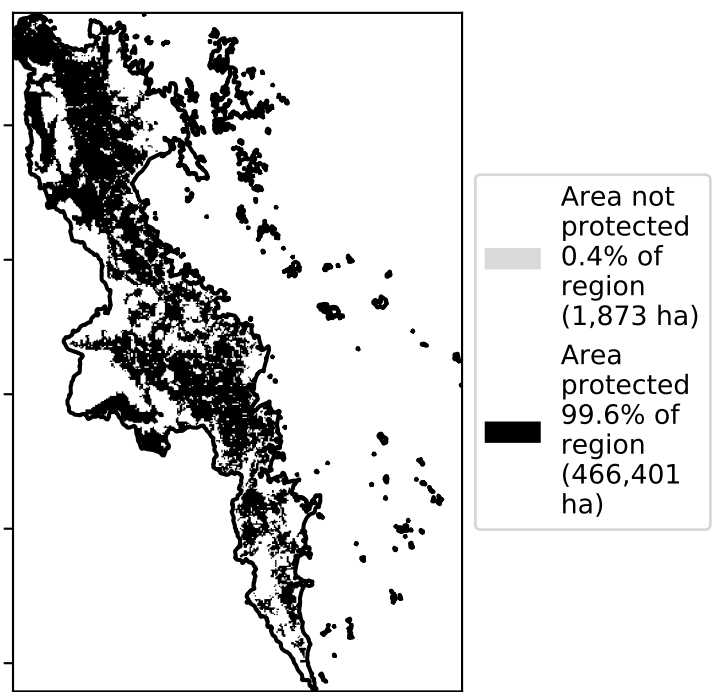 Area not
protected
0.4% of
region
(1,873 ha)
Area
protected
99.6% of
region
(466,401
ha)